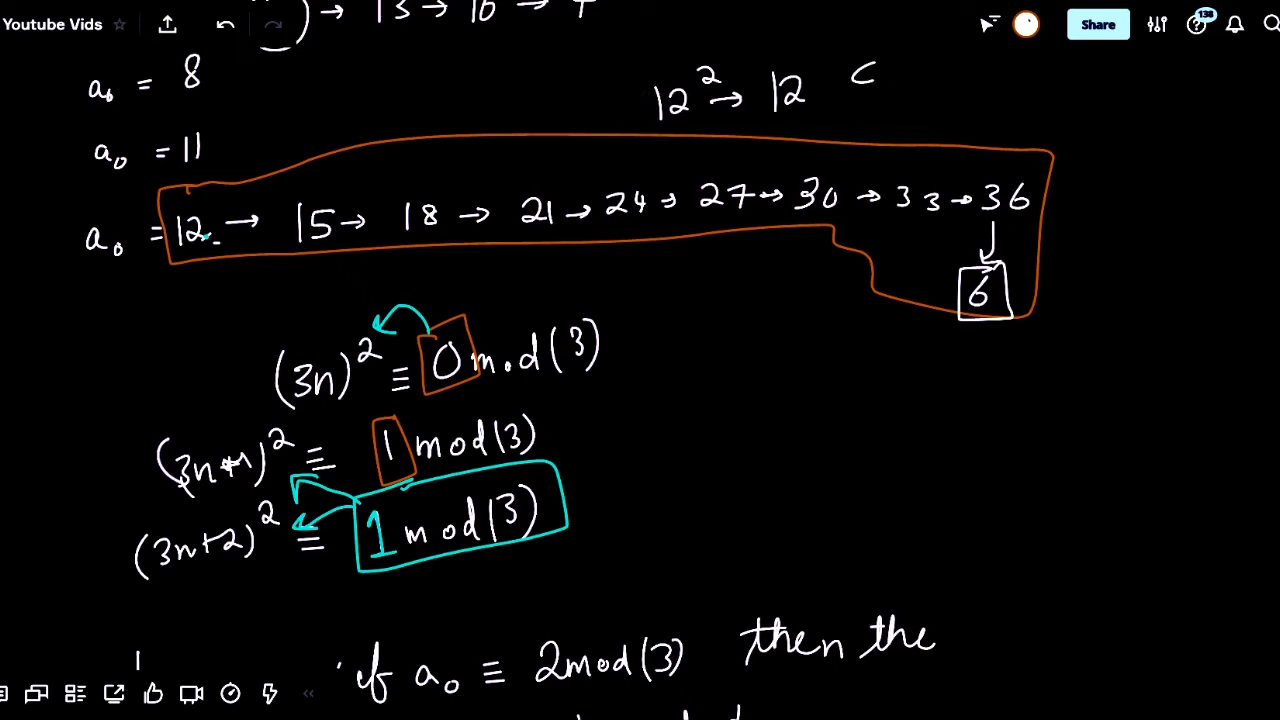 Youtube Vids
Share
138
→ 13 → 16 →
a₀ = 8
12² → 12
a₀ = 11
a₀ = 12 → 15 → 18 → 21 → 24 → 27 → 30 → 33 → 36
↓
6
(3n)² ≡ 0 mod(3)
(3n+1)² ≡ 1 mod(3)
(3n+2)² ≡ 1 mod(3)
if a₀ ≡ 2 mod(3) then the